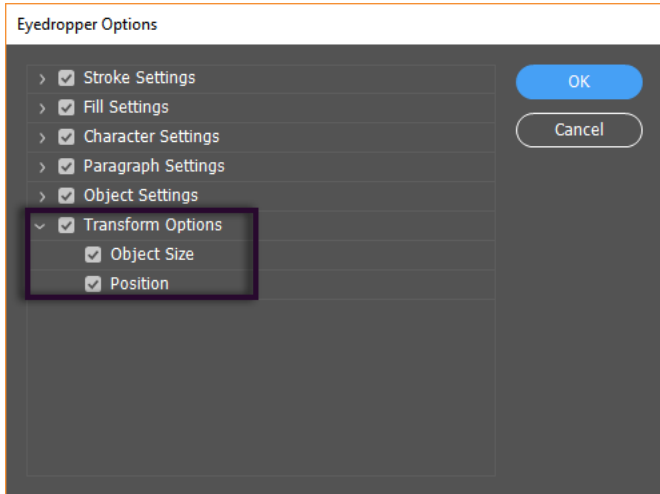 Eyedropper Options
Stroke Settings
Fill Settings
Character Settings
Paragraph Settings
Object Settings
Transform Options
Object Size
Position
OK
Cancel